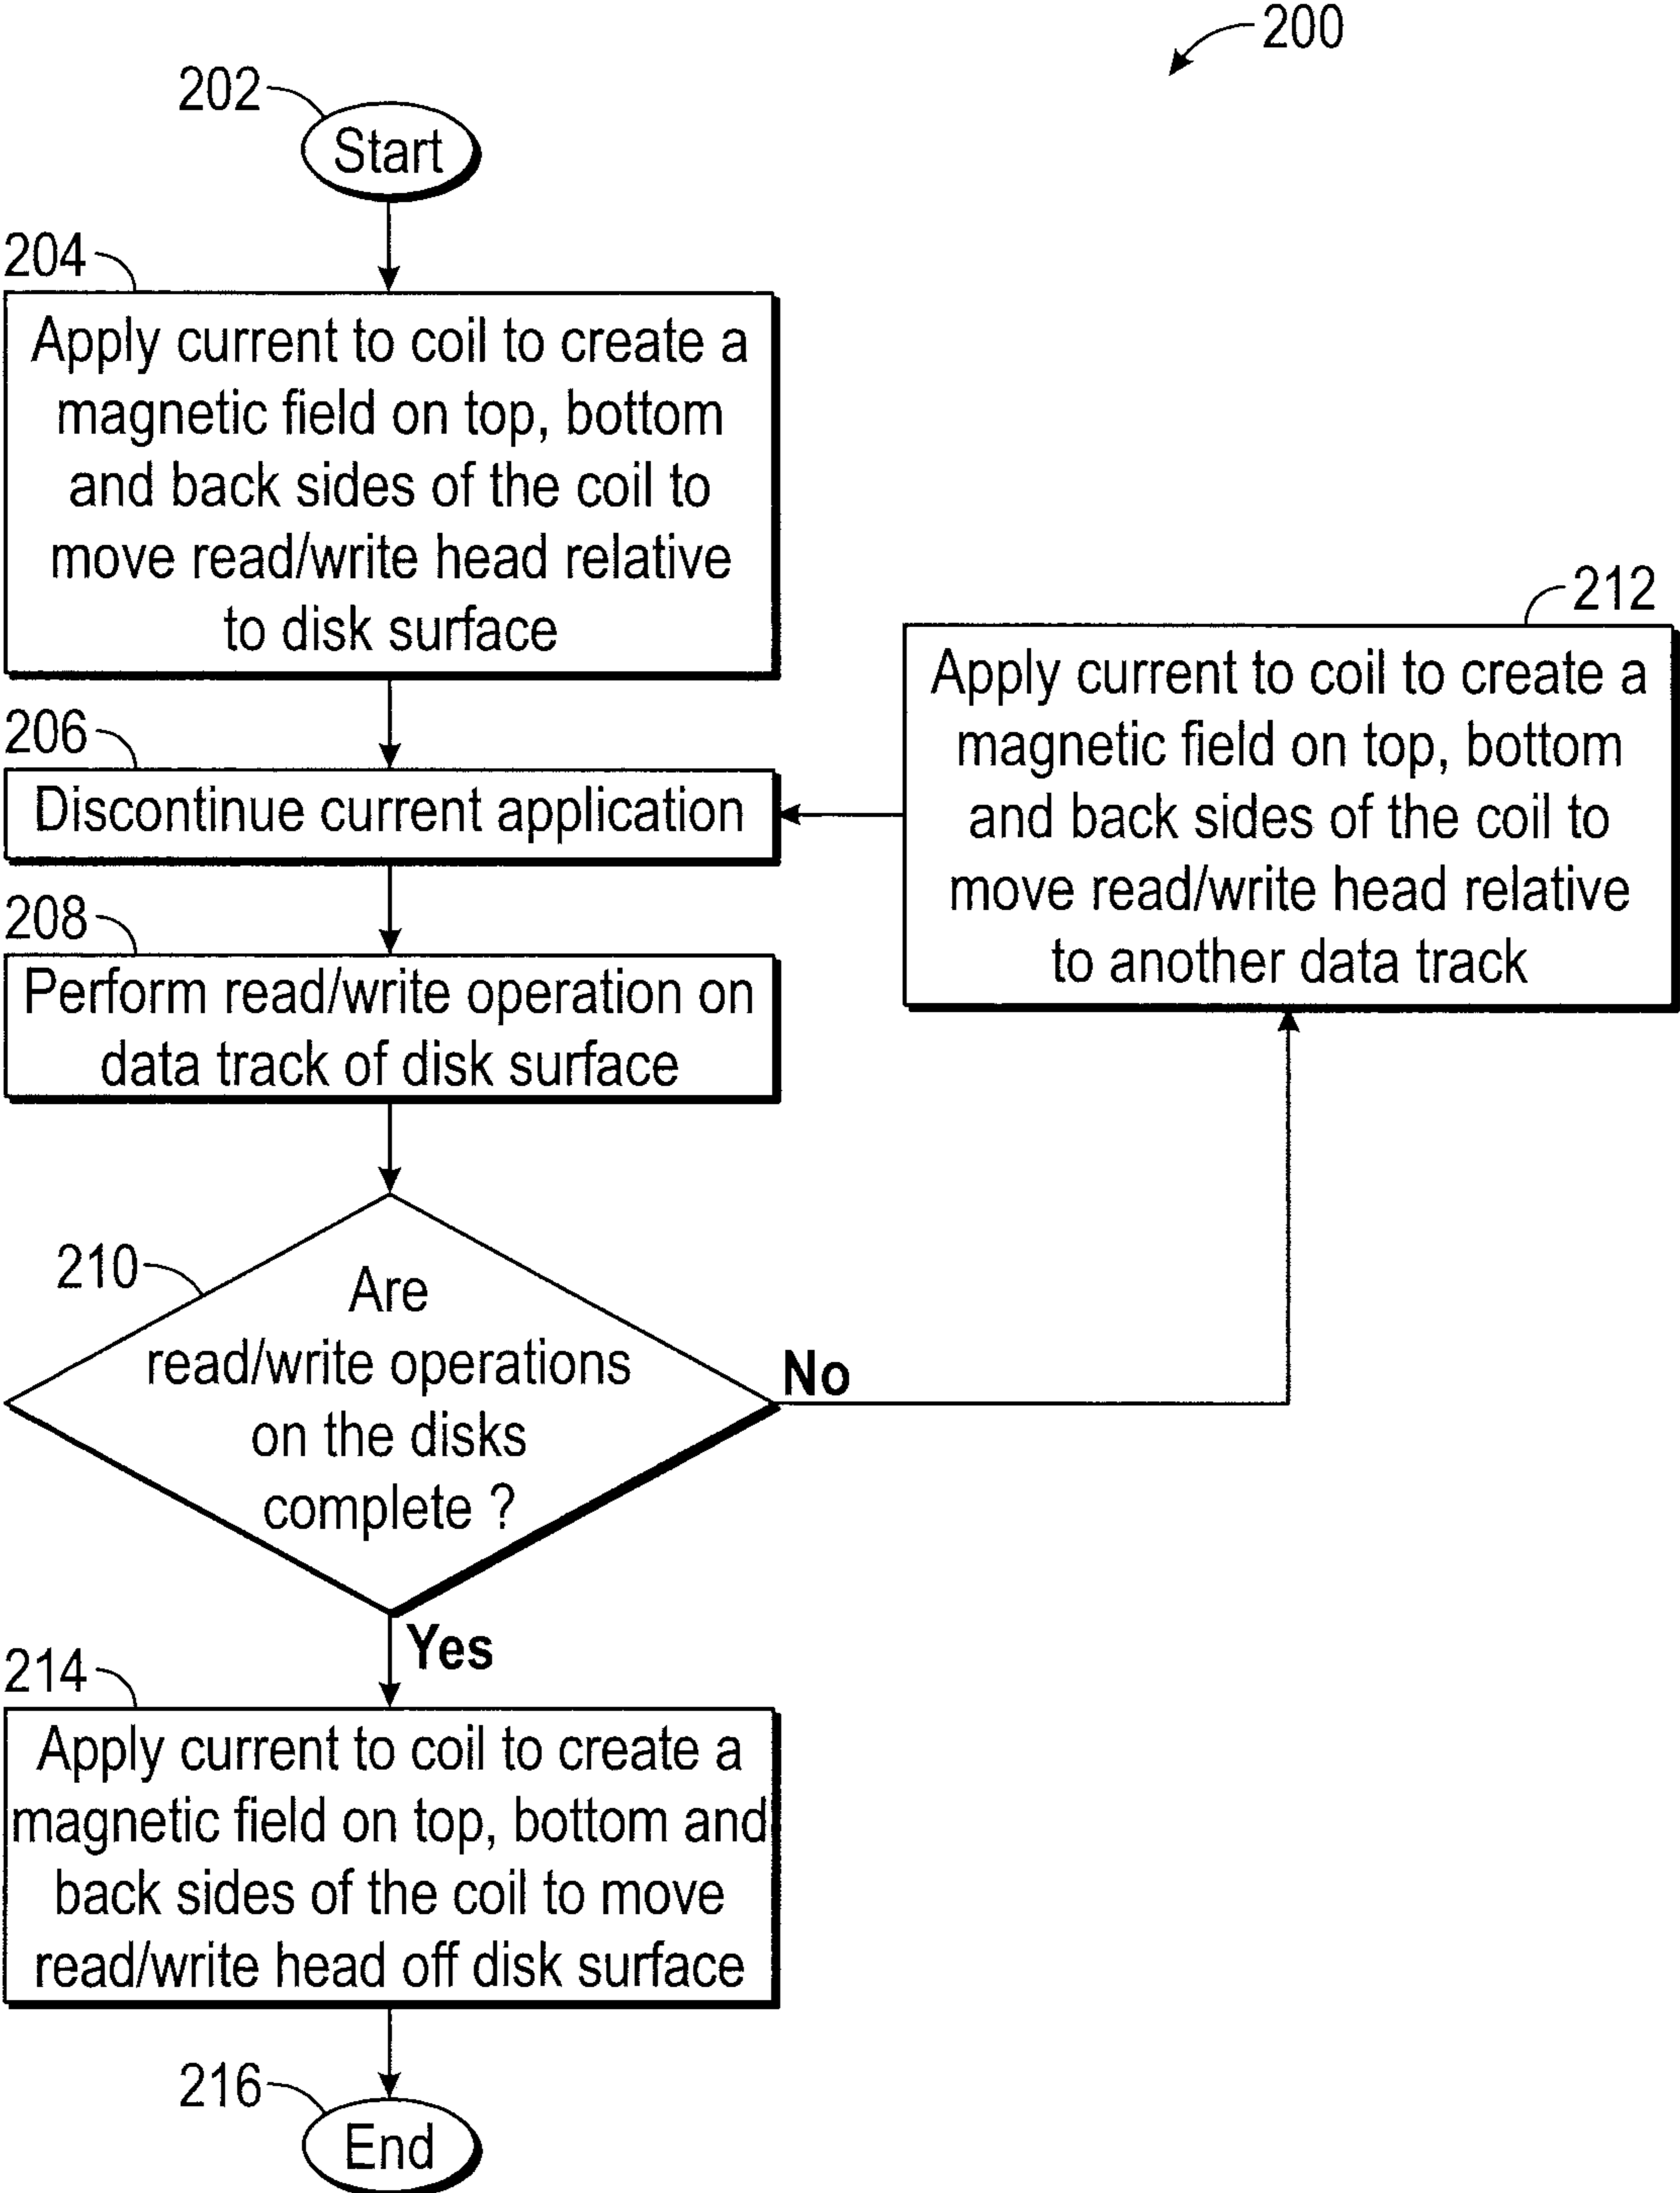 200
202
Start
204
Apply current to coil to create a
magnetic field on top, bottom
and back sides of the coil to
move read/write head relative
to disk surface
206
Discontinue current application
208
Perform read/write operation on
data track of disk surface
210
Are
read/write operations
on the disks
complete ?
No
212
Apply current to coil to create a
magnetic field on top, bottom
and back sides of the coil to
move read/write head relative
to another data track
Yes
214
Apply current to coil to create a
magnetic field on top, bottom and
back sides of the coil to move
read/write head off disk surface
216
End